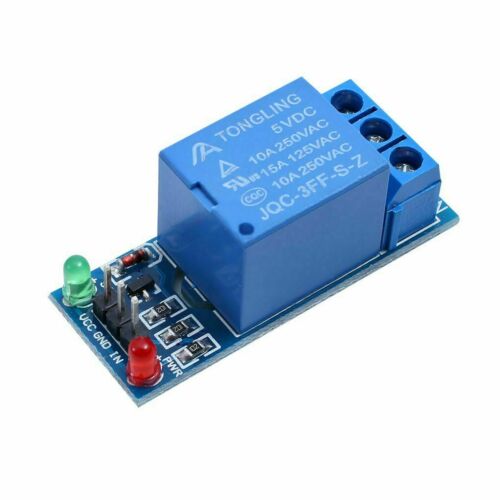 TONGLING
5VDC
10A 250VAC
15A 125VAC
10A 250VAC
JQC-3FF-S-Z
CQC
VCC GND IN
+
PWR